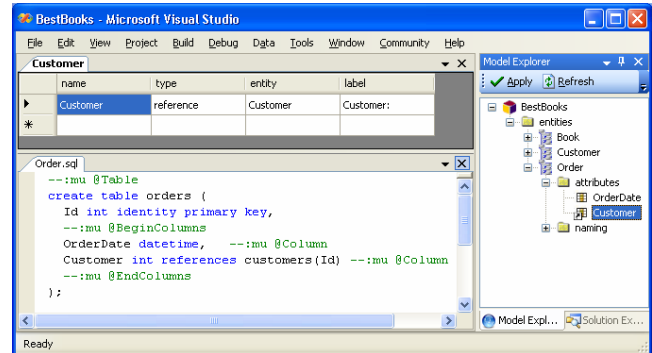 BestBooks - Microsoft Visual Studio
File Edit View Project Build Debug Data Tools Window Community Help
Customer
name type entity label
Customer reference Customer Customer:
Order.sql
--:mu @Table
create table orders (
Id int identity primary key,
--:mu @BeginColumns
OrderDate datetime, --:mu @Column
Customer int references customers(Id) --:mu @Column
--:mu @EndColumns
);
Model Explorer
Apply Refresh
BestBooks
entities
Book
Customer
Order
attributes
OrderDate
Customer
naming
Model Expl... Solution Ex...
Ready